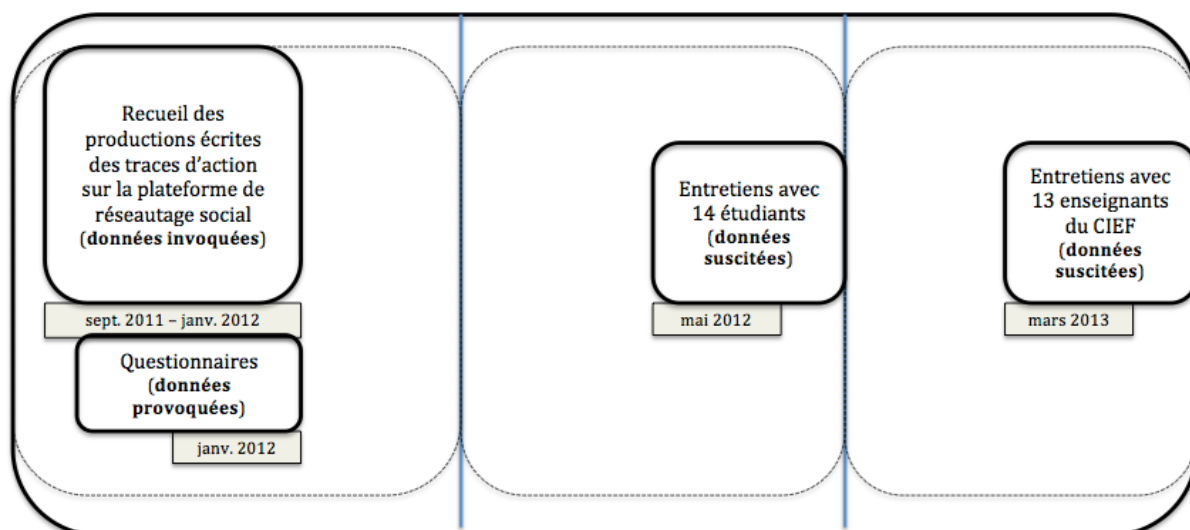 Recueil des
productions écrites
des traces d'action
sur la plateforme de
réseautage social
(données invoquées)
sept. 2011 – janv. 2012
Questionnaires
(données
provoquées)
janv. 2012
Entretiens avec
14 étudiants
(données
suscitées)
mai 2012
Entretiens avec
13 enseignants
du CIEF
(données
suscitées)
mars 2013